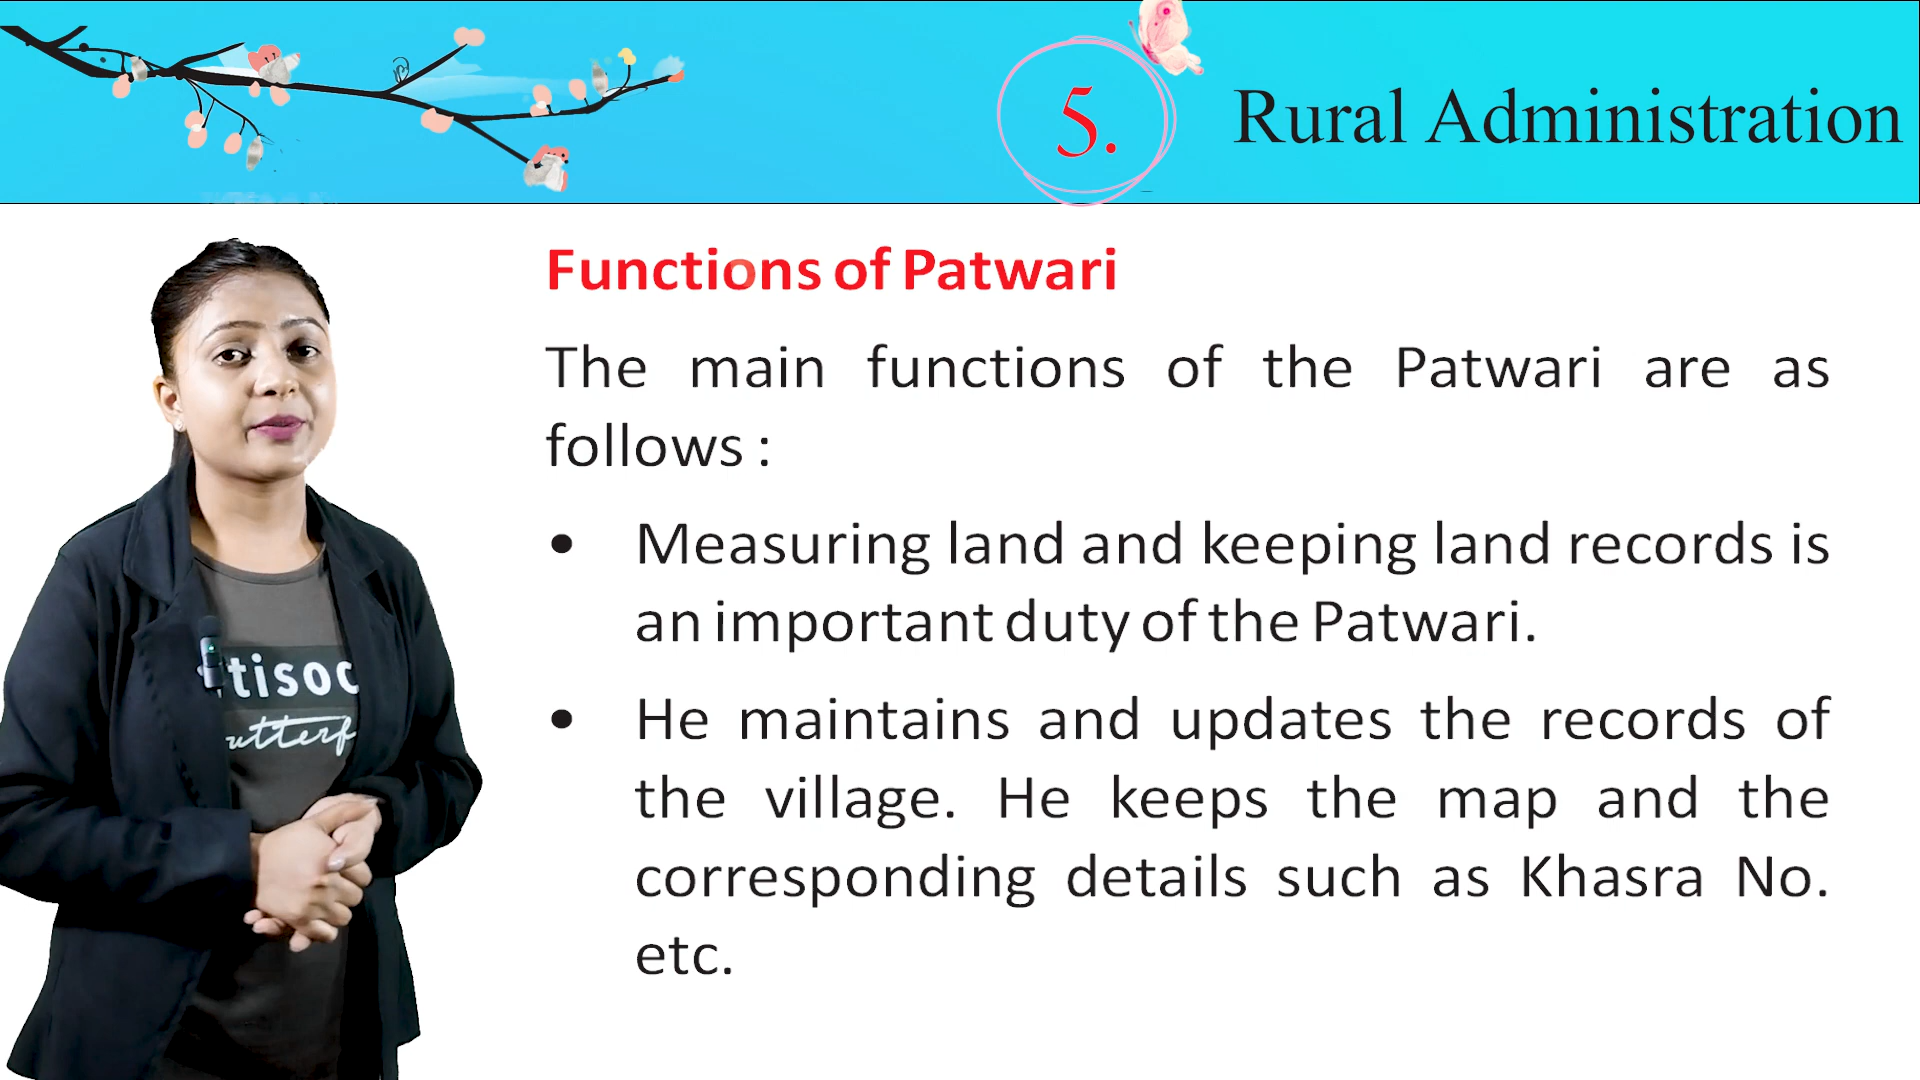 5. Rural Administration
Functions of Patwari
The main functions of the Patwari are as
follows :
• Measuring land and keeping land records is
an important duty of the Patwari.
• He maintains and updates the records of
the village. He keeps the map and the
corresponding details such as Khasra No.
etc.
tisoc
utterf